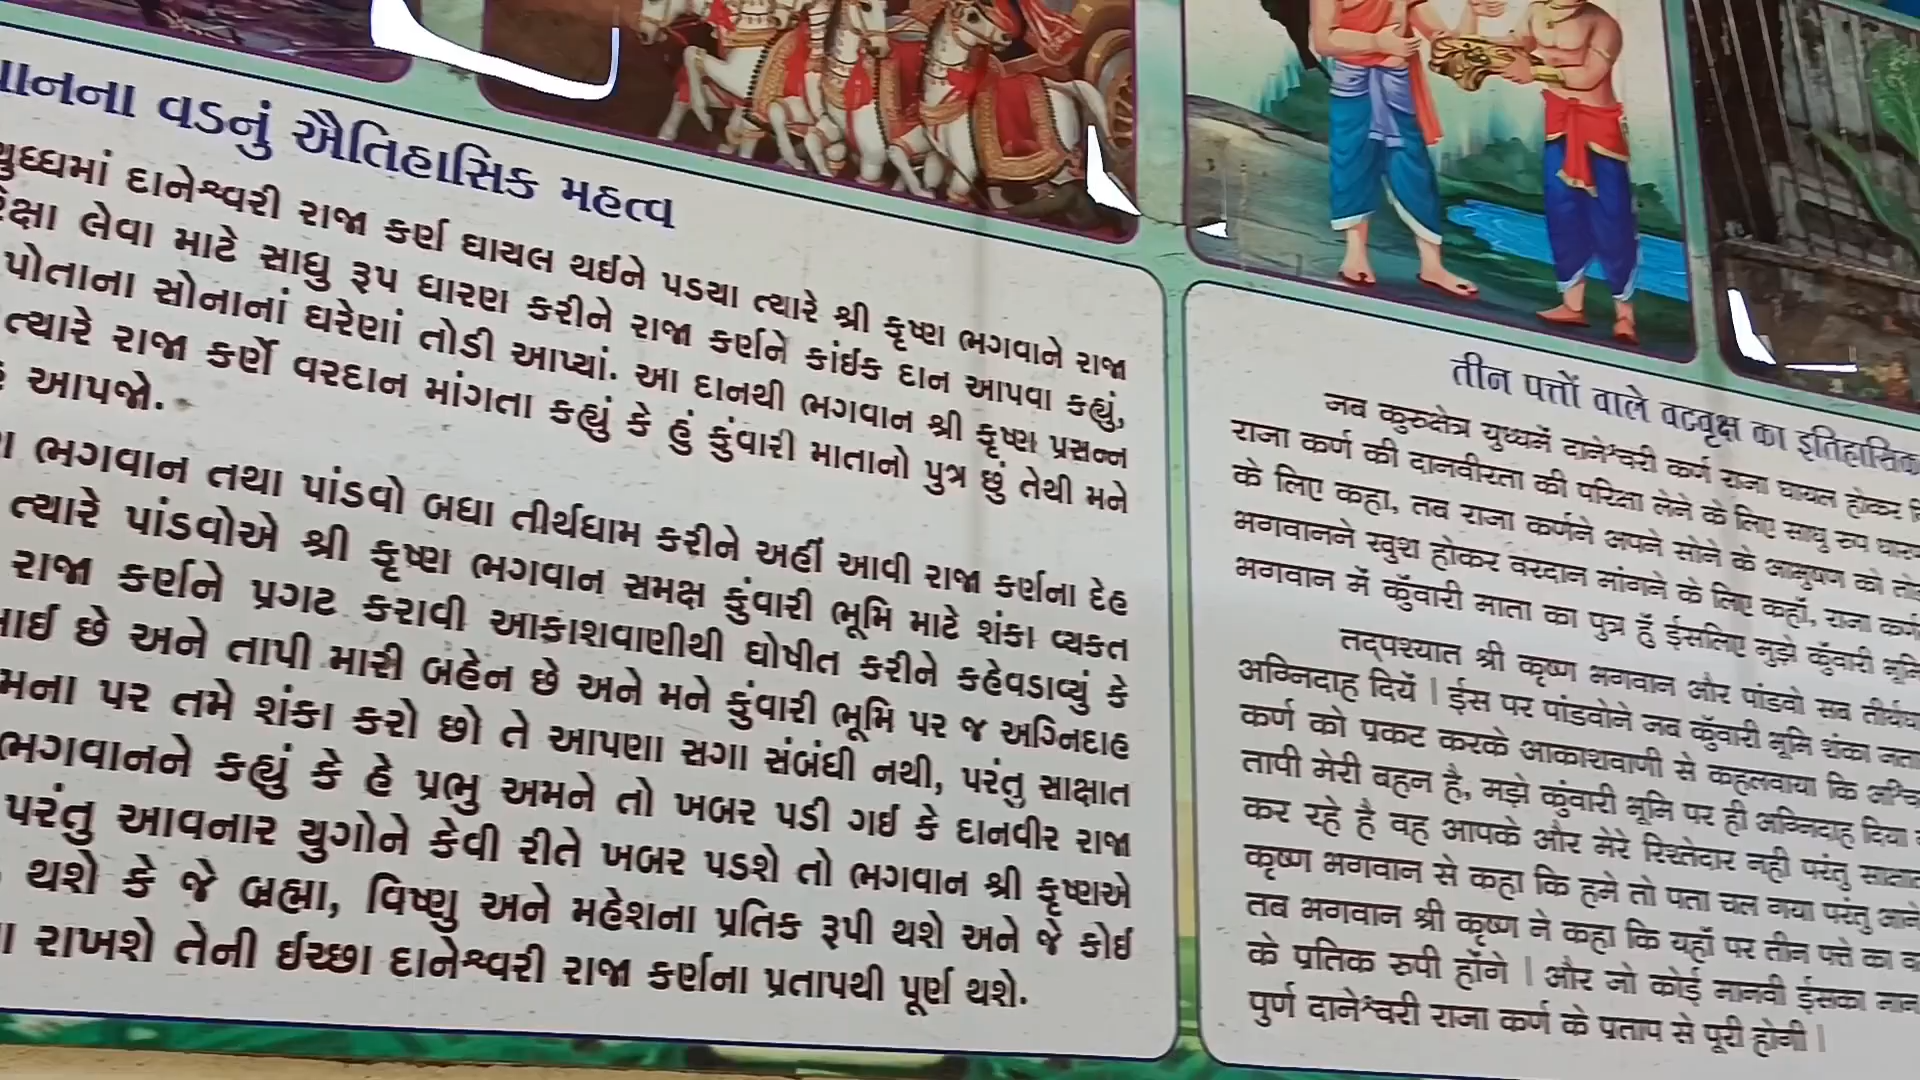 વડનું ઐતિહાસિક મહત્વ
યુધ્ધમાં દાનેશ્વરી રાજા કર્ણ ઘાયલ થઈને પડયા ત્યારે શ્રી કૃષ્ણ ભગવાને રાજા
લેવા માટે સાધુ રૂપ ધારણ કરીને રાજા કર્ણને કાંઈક દાન આપવા કહ્યું,
પોતાના સોનાનાં ઘરેણાં તોડી આપ્યાં. આ દાનથી ભગવાન શ્રી કૃષ્ણ પ્રસન્ન
ત્યારે રાજા કર્ણે વરદાન માંગતા કહ્યું કે હું કુંવારી માતાનો પુત્ર છું તેથી મને
આપજો.
ભગવાન તથા પાંડવો બધા તીર્થધામ કરીને અહીં આવી રાજા કર્ણના દેહ
ત્યારે પાંડવોએ શ્રી કૃષ્ણ ભગવાન સમક્ષ કુંવારી ભૂમિ માટે શંકા વ્યકત
રાજા કર્ણને પ્રગટ કરાવી આકાશવાણીથી ઘોષીત કરીને કહેવડાવ્યું કે
છે અને તાપી મારી બહેન છે અને મને કુંવારી ભૂમિ પર જ અગ્નિદાહ
પર તમે શંકા કરો છો તે આપણા સગા સંબંધી નથી, પરંતુ સાક્ષાત
ભગવાનને કહ્યું કે હે પ્રભુ અમને તો ખબર પડી ગઈ કે દાનવીર રાજા
પરંતુ આવનાર યુગોને કેવી રીતે ખબર પડશે તો ભગવાન શ્રી કૃષ્ણએ
થશે કે જે બ્રહ્મા, વિષ્ણુ અને મહેશના પ્રતિક રૂપી થશે અને જે કોઈ
રાખશે તેની ઈચ્છા દાનેશ્વરી રાજા કર્ણના પ્રતાપથી પૂર્ણ થશે.
तीन पत्तों वाले वटवृक्ष का
जब कुरुक्षेत्र युध्धमें दानेश्वरी कर्ण राजा घायल होकर
राजा कर्ण की दानवीरता की परिक्षा लेने के लिए साधु रुप
के लिए कहा, तब राजा कर्णने अपने सोने के आभुषण को
भगवानने खुश होकर वरदान मांगने के लिए कहाँ, राजा
भगवान में कुँवारी माता का पुत्र हुँ ईसलिए मुझे कुँवारी
तद्पश्यात श्री कृष्ण भगवान और पांडवो सब
अग्निदाह दियें | ईस पर पांडवोने जब कुँवारी भूमि शंका
कर्ण को प्रकट करके आकाशवाणी से कहलवाया कि
तापी मेरी बहन है, मझे कुंवारी भूमि पर ही अग्निदाह दिया
कर रहे है वह आपके और मेरे रिश्तेदार नही परंतु
कृष्ण भगवान से कहा कि हमे तो पता चल गया परंतु
तब भगवान श्री कृष्ण ने कहा कि यहाँ पर तीन पत्ते का
के प्रतिक रुपी होंगे | और जो कोई मानवी ईसका
पुर्ण दानेश्वरी राजा कर्ण के प्रताप से पूरी होगी |